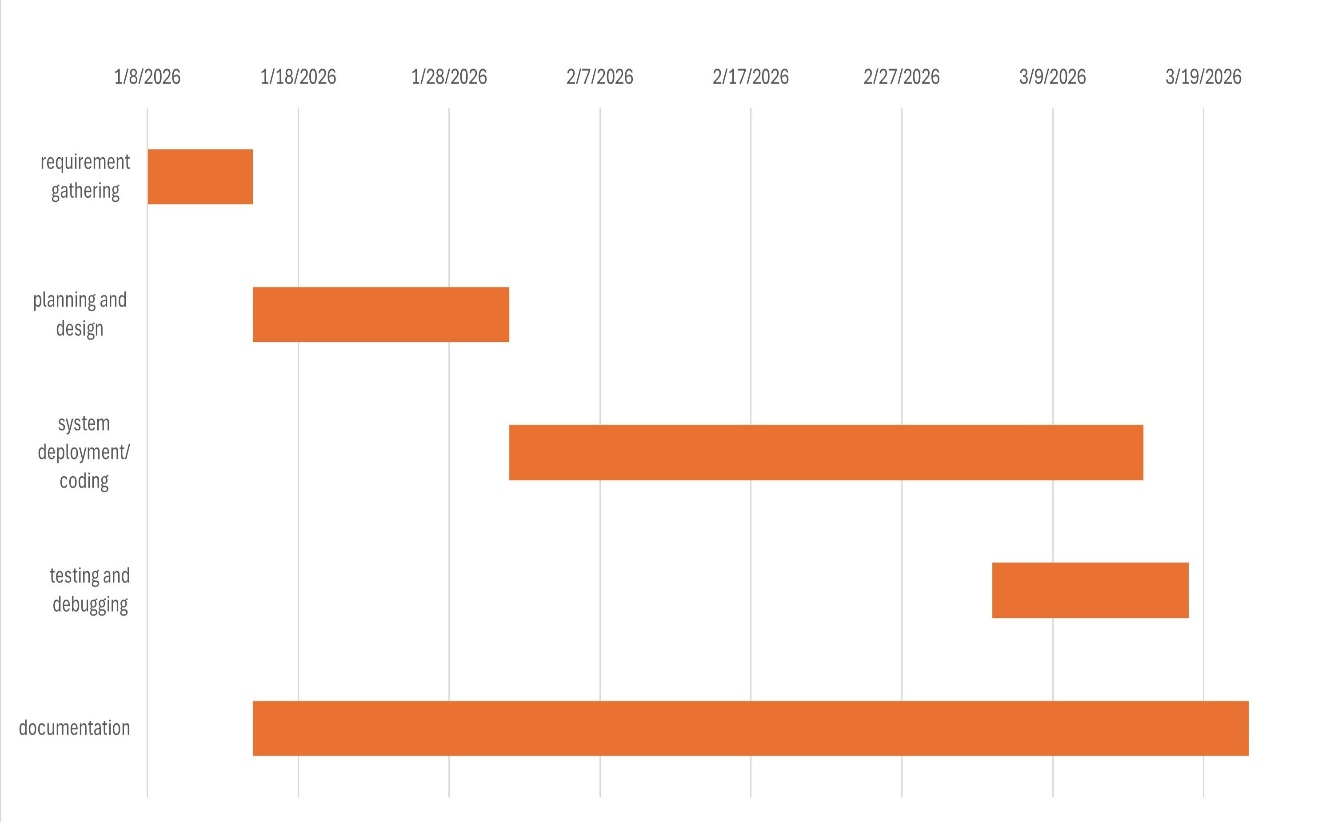 1/8/2026 1/18/2026 1/28/2026 2/7/2026 2/17/2026 2/27/2026 3/9/2026 3/19/2026
requirement
gathering
planning and
design
system
deployment/
coding
testing and
debugging
documentation